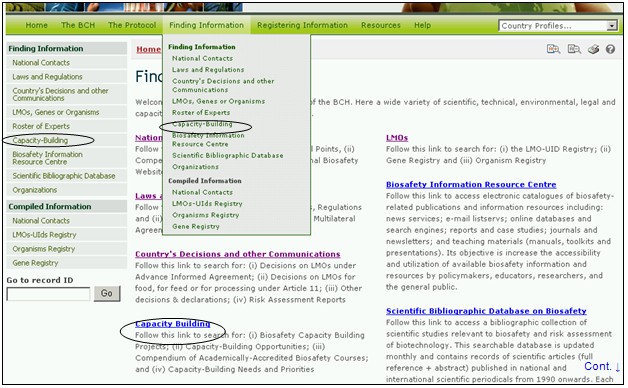 Home The BCH The Protocol Finding Information Registering Information Resources Help Country Profiles...
Finding Information
National Contacts
Laws and Regulations
Country's Decisions and other
Communications
LMOs, Genes or Organisms
Roster of Experts
Capacity-Building
Biosafety Information
Resource Centre
Scientific Bibliographic Database
Organizations
Compiled Information
National Contacts
LMOs-UIDs Registry
Organisms Registry
Gene Registry
Go to record ID
Go
Finding Information
National Contacts
Laws and Regulations
Country's Decisions and other
Communications
LMOs, Genes or Organisms
Roster of Experts
Capacity-Building
Biosafety Information
Resource Centre
Scientific Bibliographic Database
Organizations
Compiled Information
National Contacts
LMOs-UIds Registry
Organisms Registry
Gene Registry
Home
Find
Welco of the BCH. Here a wide variety of scientific, technical, environmental, legal and
capacit
Nation
Follow Points, (ii)
Compe nal Biosafety
Website
Laws a
Follow gulations,
and (ii) Multilateral
Agreem
Country's Decisions and other Communications
Follow this link to search for: (i) Decisions on LMOs under
Advance Informed Agreement; (ii) Decisions on LMOs for
food, for feed or for processing under Article 11; (iii) Other
decisions & declarations; (iv) Risk Assessment Reports
Capacity Building
Follow this link to search for: (i) Biosafety Capacity Building
Projects; (ii) Capacity-Building Opportunities; (iii)
Compendium of Academically-Accredited Biosafety Courses;
and (iv) Capacity-Building Needs and Priorities
LMOs
Follow this link to search for: (i) the LMO-UID Registry; (ii)
Gene Registry and (iii) Organism Registry
Biosafety Information Resource Centre
Follow this link to access electronic catalogues of biosafety-
related publications and information resources including:
news services; e-mail listservs; online databases and
search engines; reports and case studies; journals and
newsletters; and teaching materials (manuals, toolkits and
presentations). Its objective is increase the accessibility
and utilization of available biosafety information and
resources by policymakers, educators, researchers, and
the general public.
Scientific Bibliographic Database on Biosafety
Follow this link to access a bibliographic collection of
scientific studies relevant to biosafety and risk assessment
of biotechnology. This searchable database is updated
monthly and contains records of scientific articles (full
reference + abstract) published in national and
international scientific periodicals from 1990 onwards. Each
Cont. ↓